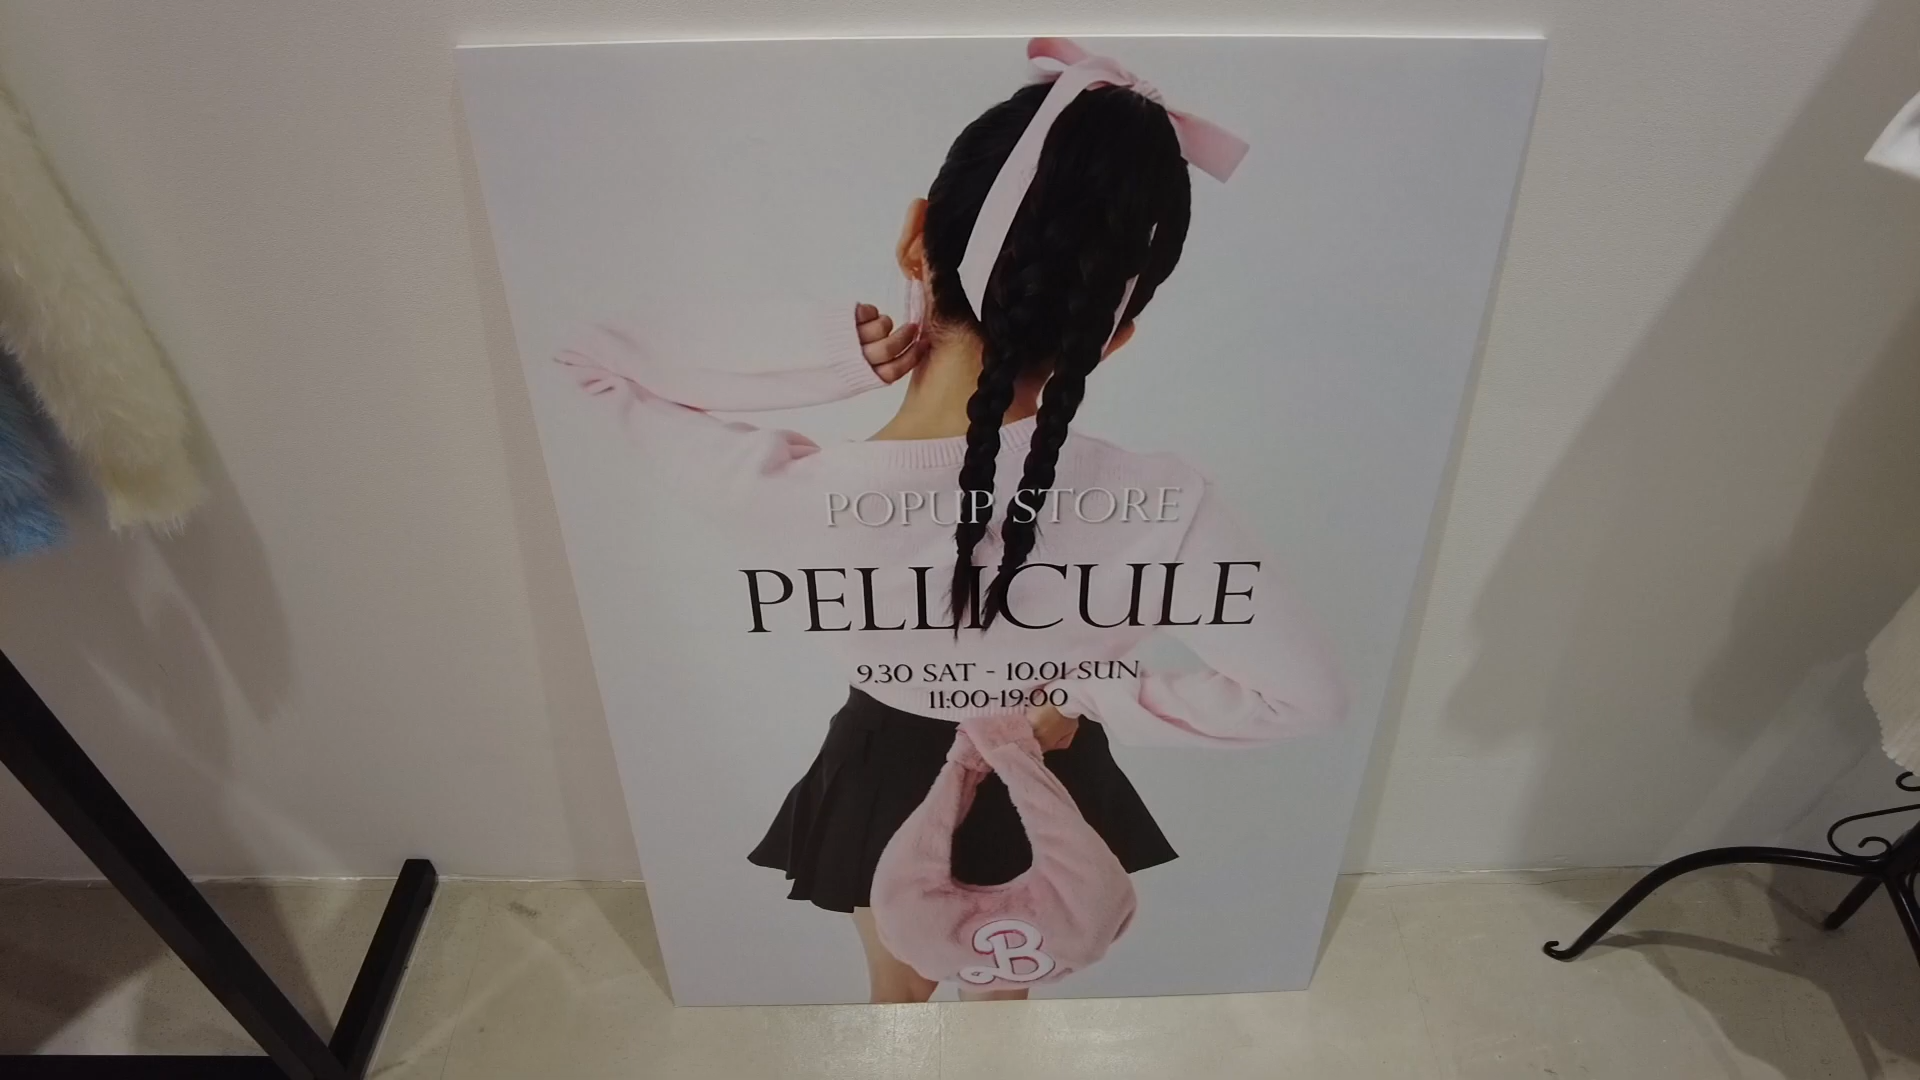 POPUP STORE
PELLICULE
9.30 SAT - 10.01 SUN
11:00-19:00
B